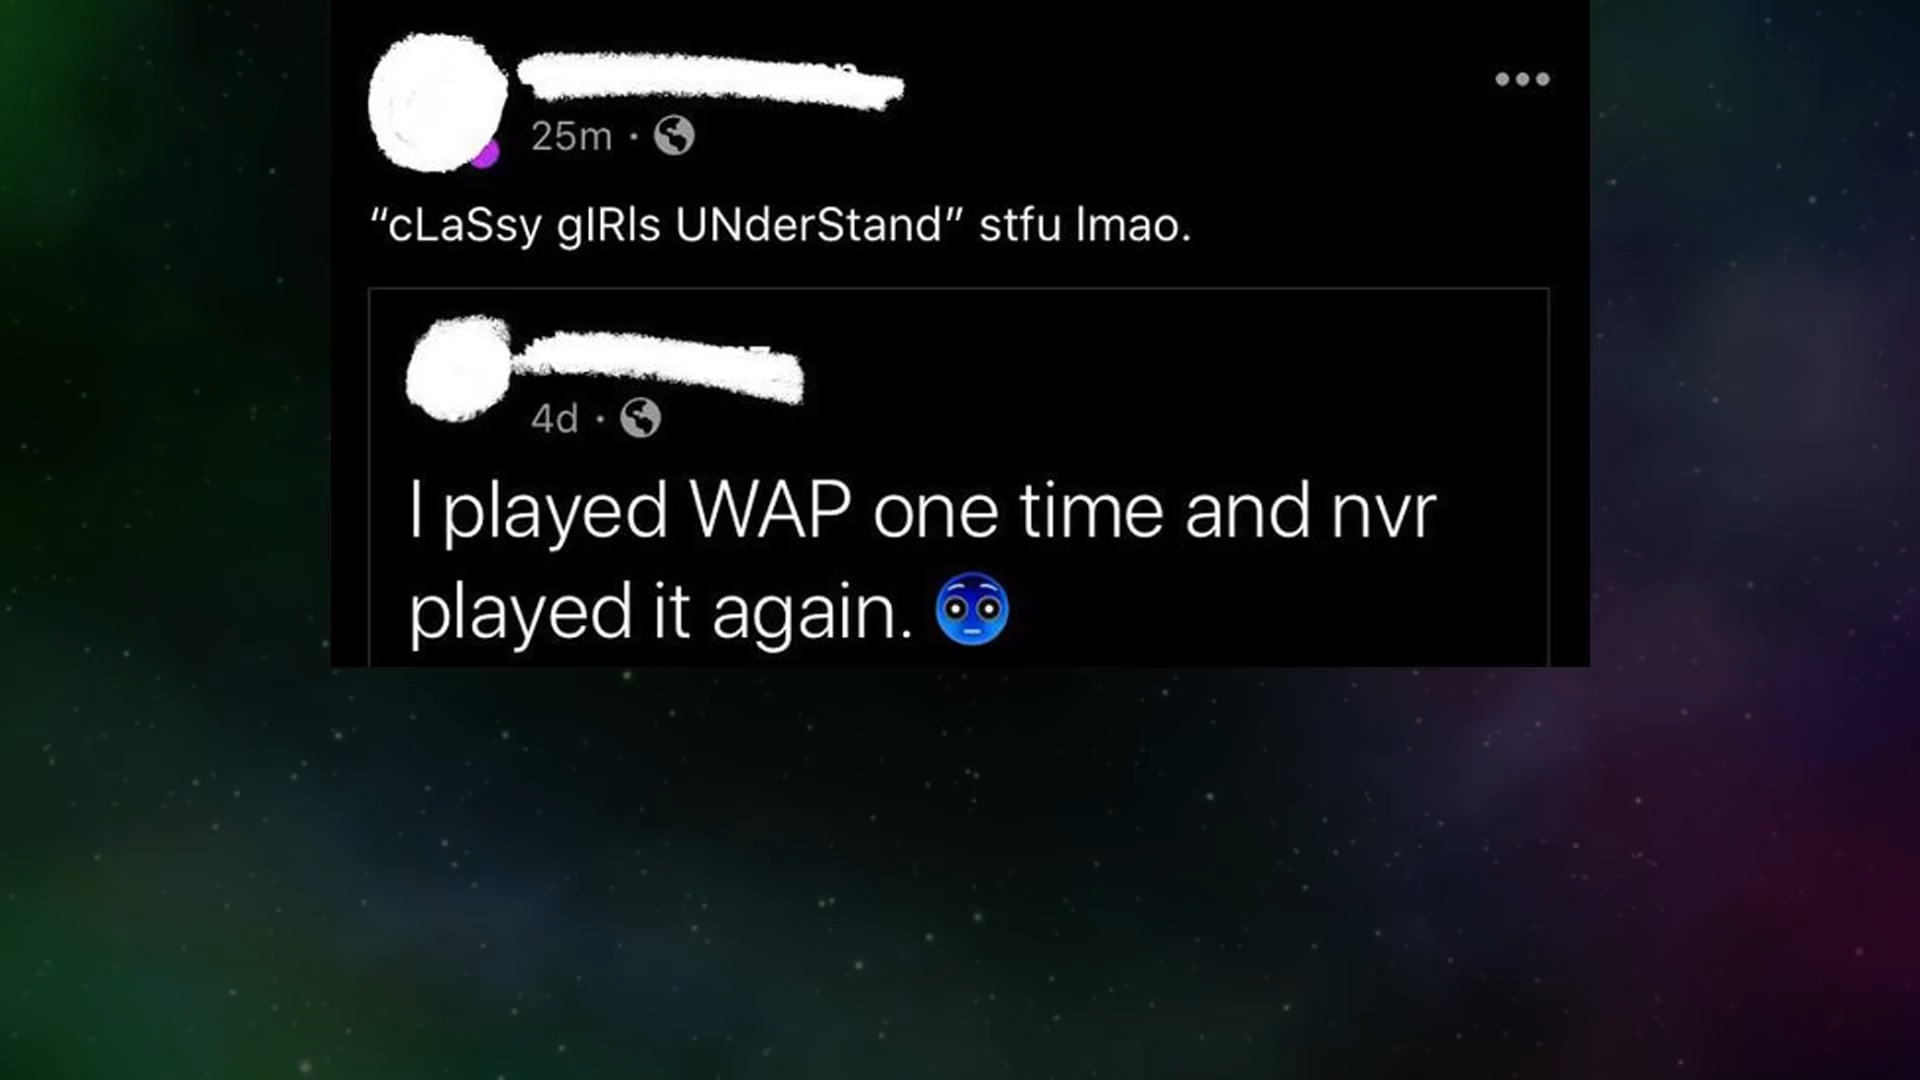 25m ·
“cLaSsy gIRls UNderStand” stfu lmao.
4d ·
I played WAP one time and nvr
played it again.